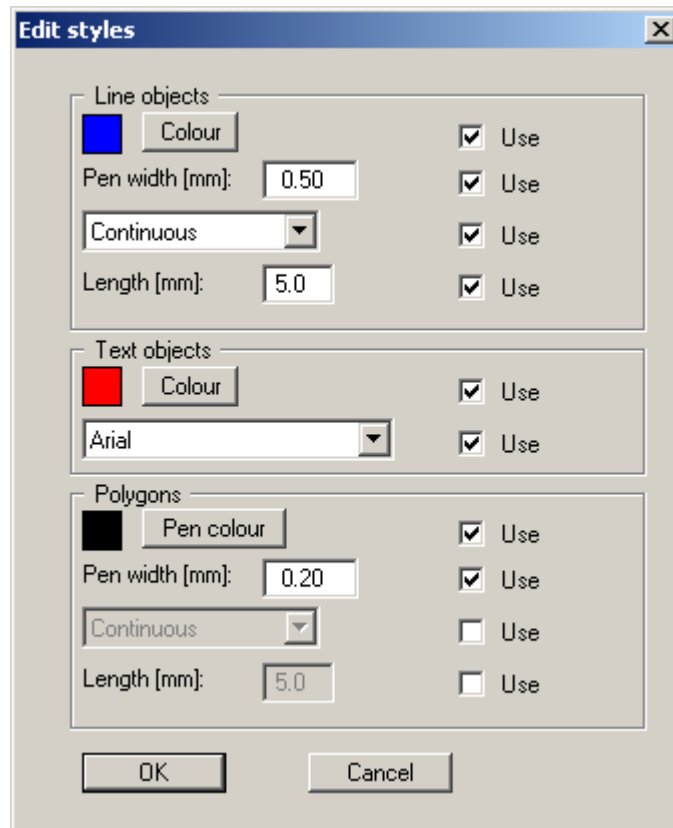 Edit styles
Line objects
Colour Use
Pen width [mm]: 0.50 Use
Continuous Use
Length [mm]: 5.0 Use
Text objects
Colour Use
Arial Use
Polygons
Pen colour Use
Pen width [mm]: 0.20 Use
Continuous Use
Length [mm]: 5.0 Use
OK Cancel